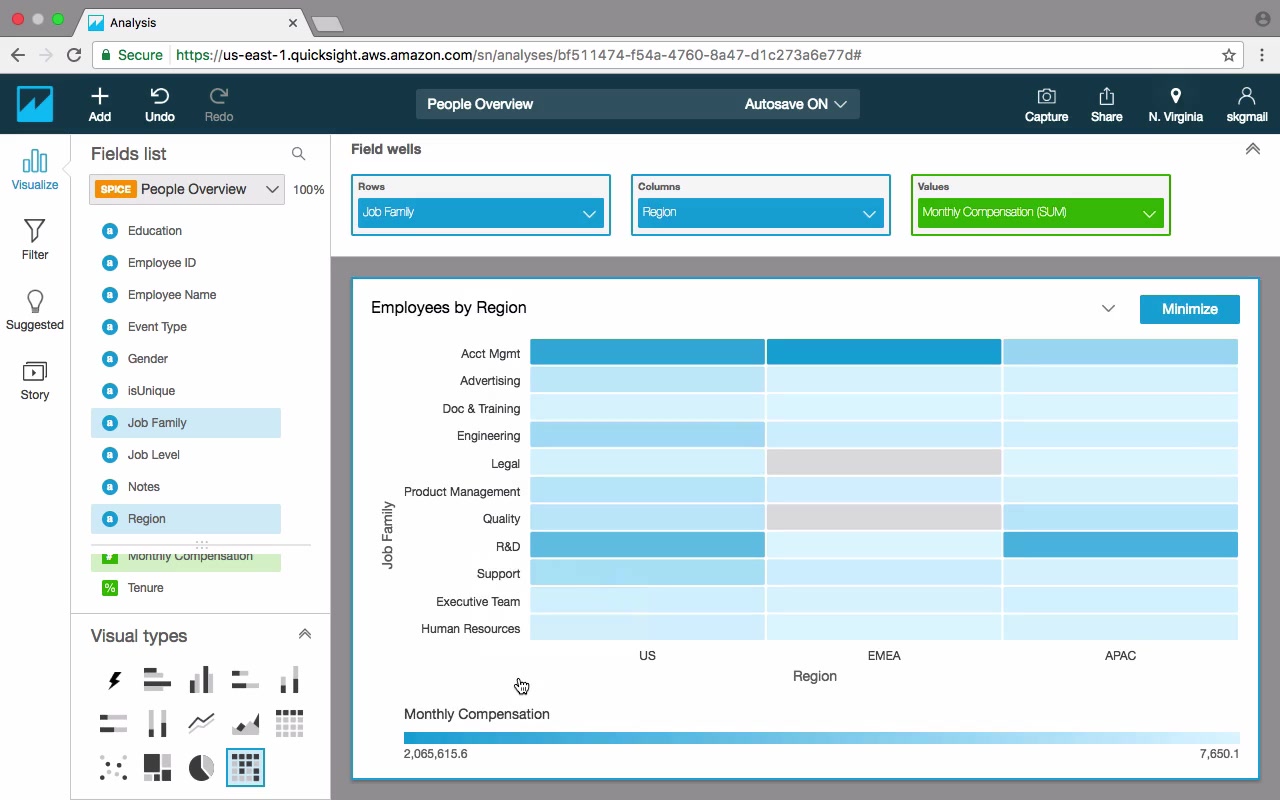 Analysis
Secure
https://us-east-1.quicksight.aws.amazon.com/sn/analyses/bf511474-f54a-4760-8a47-d1c273a6e77d#
Add
Undo
Redo
People Overview
Autosave ON
Capture
Share
N. Virginia
skgmail
Visualize
Filter
Suggested
Story
Fields list
SPICE People Overview 100%
a Education
a Employee ID
a Employee Name
a Event Type
a Gender
a isUnique
a Job Family
a Job Level
a Notes
a Region
# Monthly Compensation
% Tenure
Visual types
Field wells
Rows
Job Family
Columns
Region
Values
Monthly Compensation (SUM)
Employees by Region
Minimize
Job Family
Acct Mgmt
Advertising
Doc & Training
Engineering
Legal
Product Management
Quality
R&D
Support
Executive Team
Human Resources
US
EMEA
APAC
Region
Monthly Compensation
2,065,615.6
7,650.1